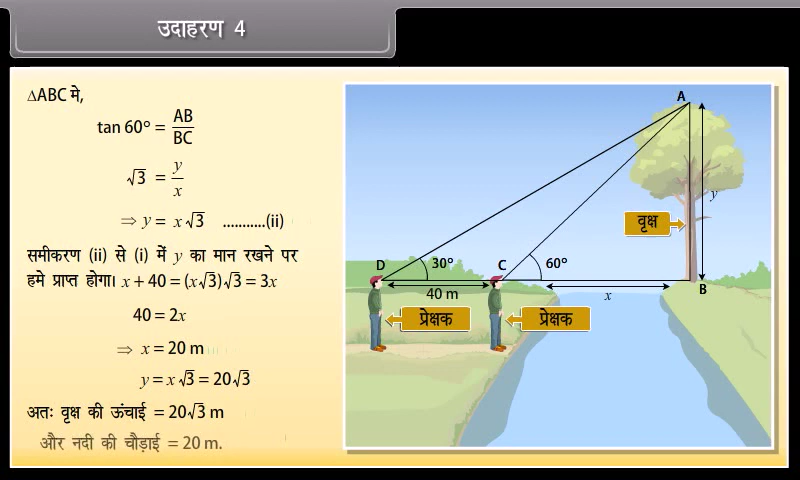 उदाहरण 4
∆ABC मे,
tan 60° = AB/BC
√3 = y/x
⇒ y = x√3 ...........(ii)
समीकरण (ii) से (i) में y का मान रखने पर
हमे प्राप्त होगा। x + 40 = (x√3)√3 = 3x
40 = 2x
⇒ x = 20 m
y = x√3 = 20√3
अतः वृक्ष की ऊंचाई = 20√3 m
और नदी की चौड़ाई = 20 m.
A
y
वृक्ष
D 30° C 60°
B
40 m x
प्रेक्षक प्रेक्षक